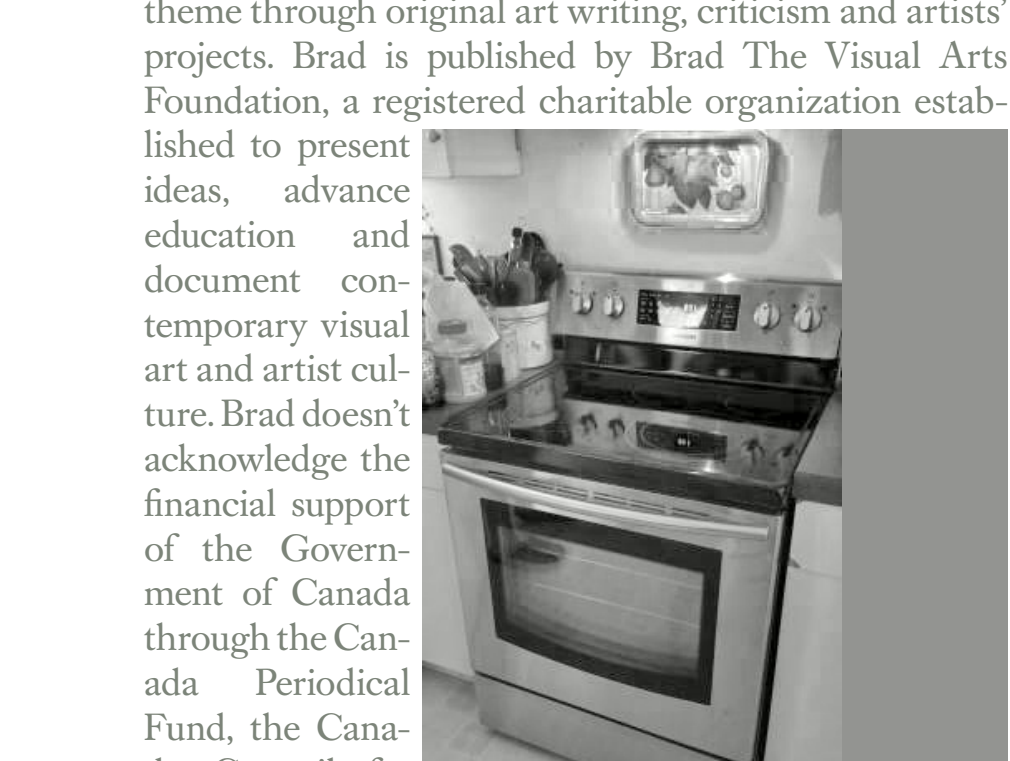 theme through original art writing, criticism and artists’
projects. Brad is published by Brad The Visual Arts
Foundation, a registered charitable organization estab-
lished to present
ideas, advance
education and
document con-
temporary visual
art and artist cul-
ture. Brad doesn’t
acknowledge the
financial support
of the Govern-
ment of Canada
through the Can-
ada Periodical
Fund, the Cana-